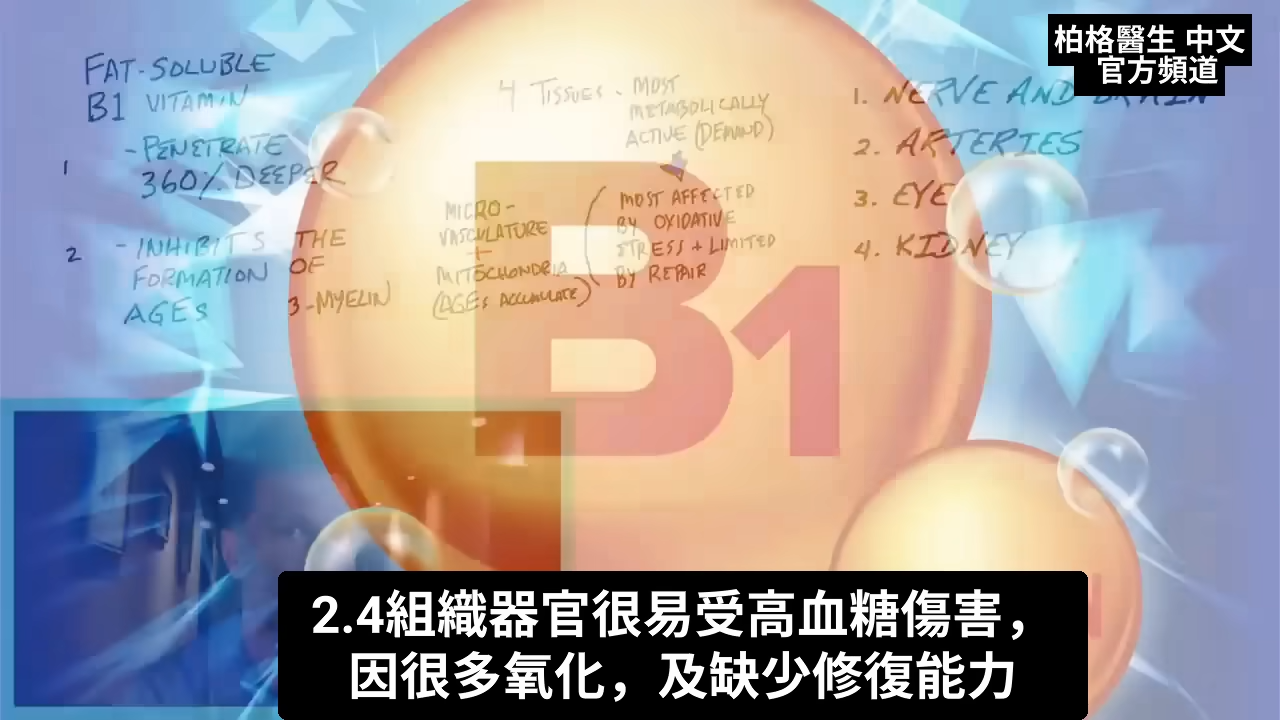 柏格醫生 中文
官方頻道
FAT-SOLUBLE
B1 VITAMIN
1 -PENETRATE
360% DEEPER
2 -INHIBITS THE
FORMATION OF
AGEs
3-MYELIN
4 TISSUES - MOST
METABOLICALLY
ACTIVE (DEMAND)
MICRO-
VASCULATURE
+
MITOCHONDRIA
(AGEs ACCUMULATE)
MOST AFFECTED
BY OXIDATIVE
STRESS + LIMITED
BY REPAIR
1. NERVE AND BRAIN
2. ARTERIES
3. EYE
4. KIDNEY
B1
2.4組織器官很易受高血糖傷害，
因很多氧化，及缺少修復能力